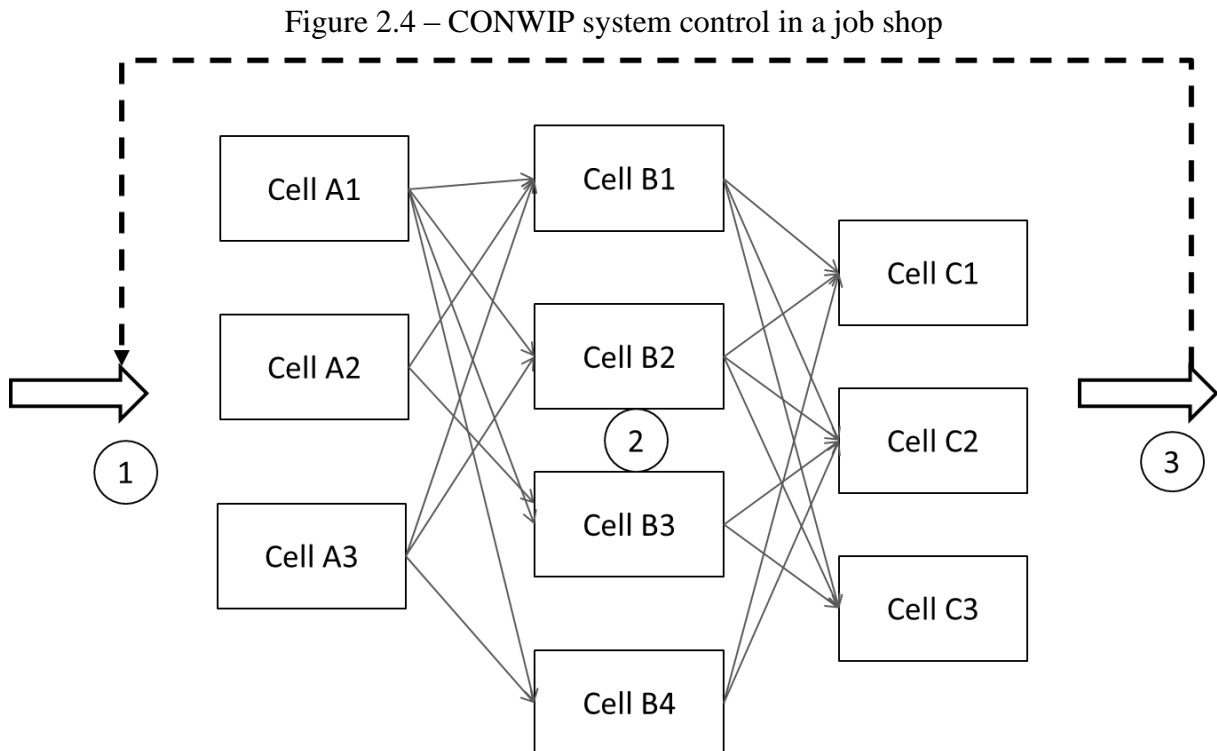 Figure 2.4 – CONWIP system control in a job shop
Cell A1
Cell B1
Cell C1
Cell A2
Cell B2
2
Cell C2
1
3
Cell B3
Cell A3
Cell C3
Cell B4